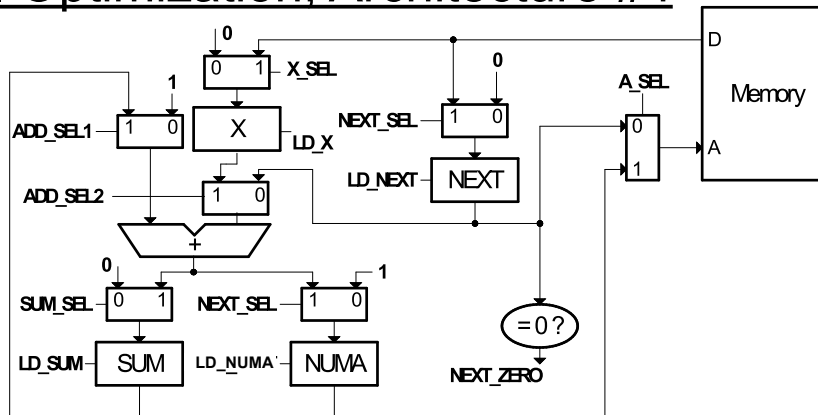 Optimization, Architecture #4
0
D
0 1
X_SEL
0
A_SEL
Memory
1
ADD_SEL1
1 0
X
LD_X
NEXT_SEL
1 0
0
A
1
ADD_SEL2
1 0
LD_NEXT
NEXT
+
0
1
SUM_SEL
0 1
NEXT_SEL
1 0
= 0 ?
LD_SUM
SUM
LD_NUMA
NUMA
NEXT_ZERO